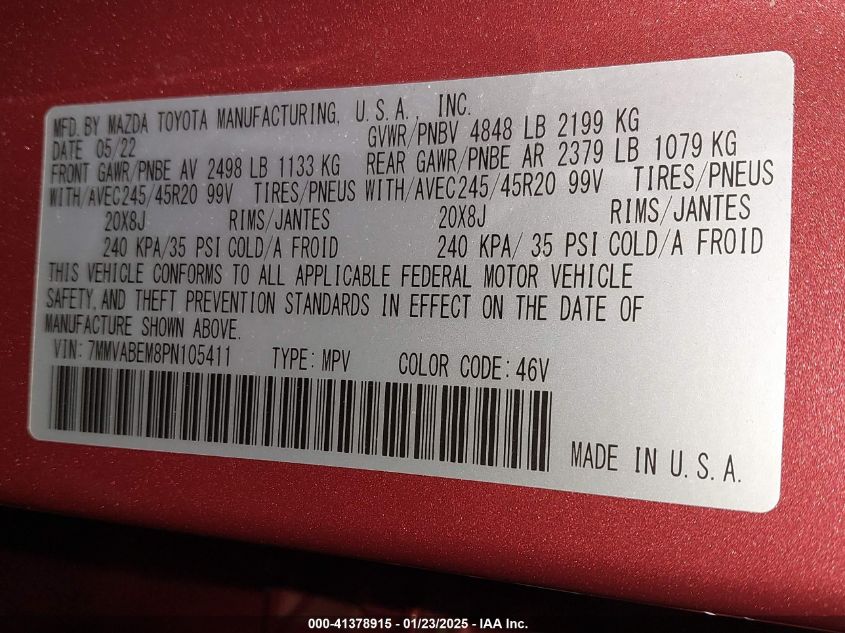 MFD. BY MAZDA TOYOTA MANUFACTURING, U.S.A., INC.
DATE 05/22 GVWR/PNBV 4848 LB 2199 KG
FRONT GAWR/PNBE AV 2498 LB 1133 KG REAR GAWR/PNBE AR 2379 LB 1079 KG
WITH/AVEC245/45R20 99V TIRES/PNEUS WITH/AVEC245/45R20 99V TIRES/PNEUS
20X8J RIMS/JANTES 20X8J RIMS/JANTES
240 KPA/35 PSI COLD/A FROID 240 KPA/ 35 PSI COLD/A FROID
THIS VEHICLE CONFORMS TO ALL APPLICABLE FEDERAL MOTOR VEHICLE
SAFETY, AND THEFT PREVENTION STANDARDS IN EFFECT ON THE DATE OF
MANUFACTURE SHOWN ABOVE.
VIN: 7MMVABEM8PN105411 TYPE: MPV COLOR CODE: 46V
MADE IN U.S.A.
000-41378915 - 01/23/2025 - IAA Inc.